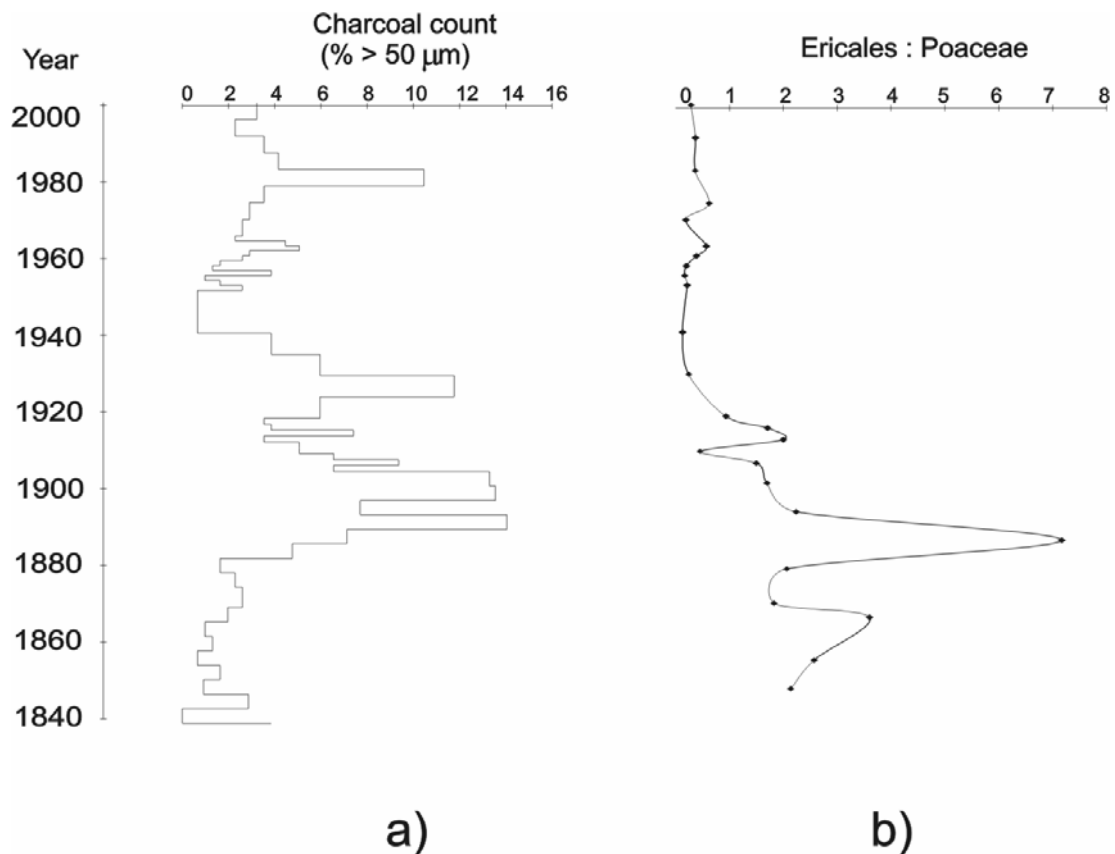 Charcoal count
(% > 50 μm)
Year
0 2 4 6 8 10 12 14 16
2000
1980
1960
1940
1920
1900
1880
1860
1840
a)
Ericales : Poaceae
0 1 2 3 4 5 6 7 8
b)